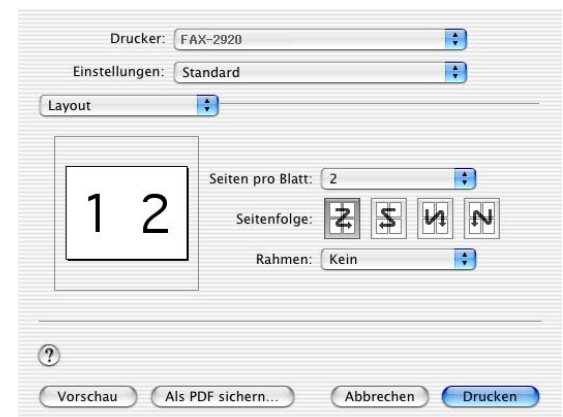 Drucker: FAX-2920
Einstellungen: Standard
Layout
Seiten pro Blatt: 2
1 2
Seitenfolge:
Rahmen: Kein
?
Vorschau Als PDF sichern... Abbrechen Drucken